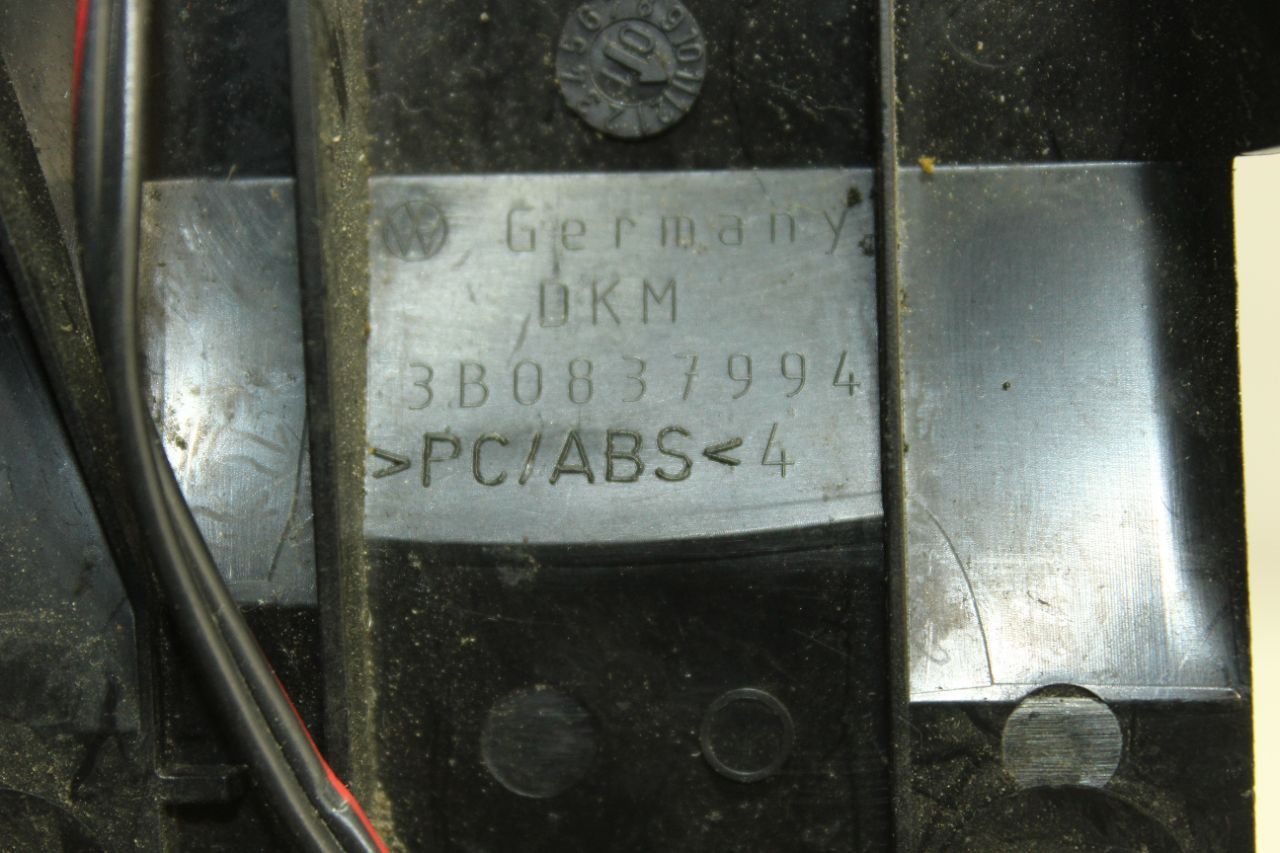 Germany
DKM
3B0837994
>PC/ABS<4